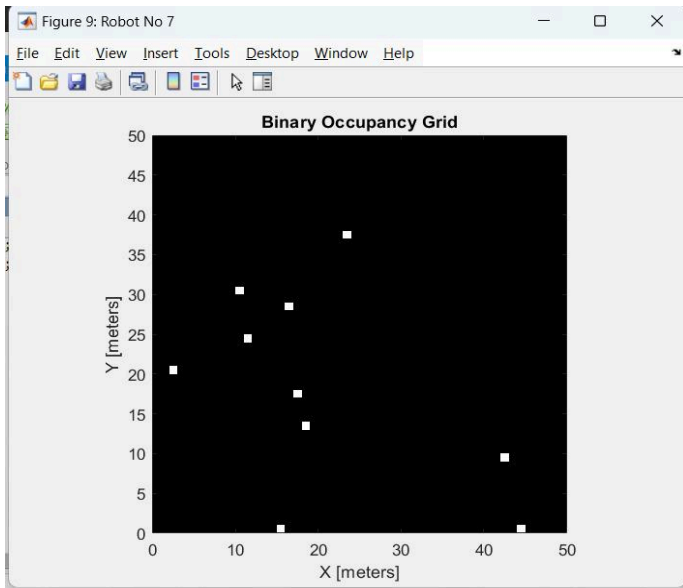 Figure 9: Robot No 7
File Edit View Insert Tools Desktop Window Help
Binary Occupancy Grid
50
45
40
35
30
25
20
15
10
5
0
Y [meters]
0 10 20 30 40 50
X [meters]